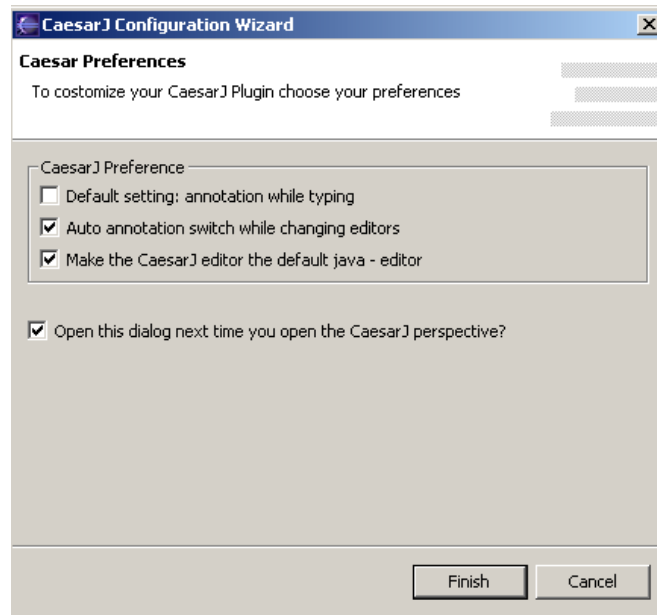 CaesarJ Configuration Wizard
Caesar Preferences
To costomize your CaesarJ Plugin choose your preferences
CaesarJ Preference
Default setting: annotation while typing
Auto annotation switch while changing editors
Make the CaesarJ editor the default java - editor
Open this dialog next time you open the CaesarJ perspective?
Finish
Cancel